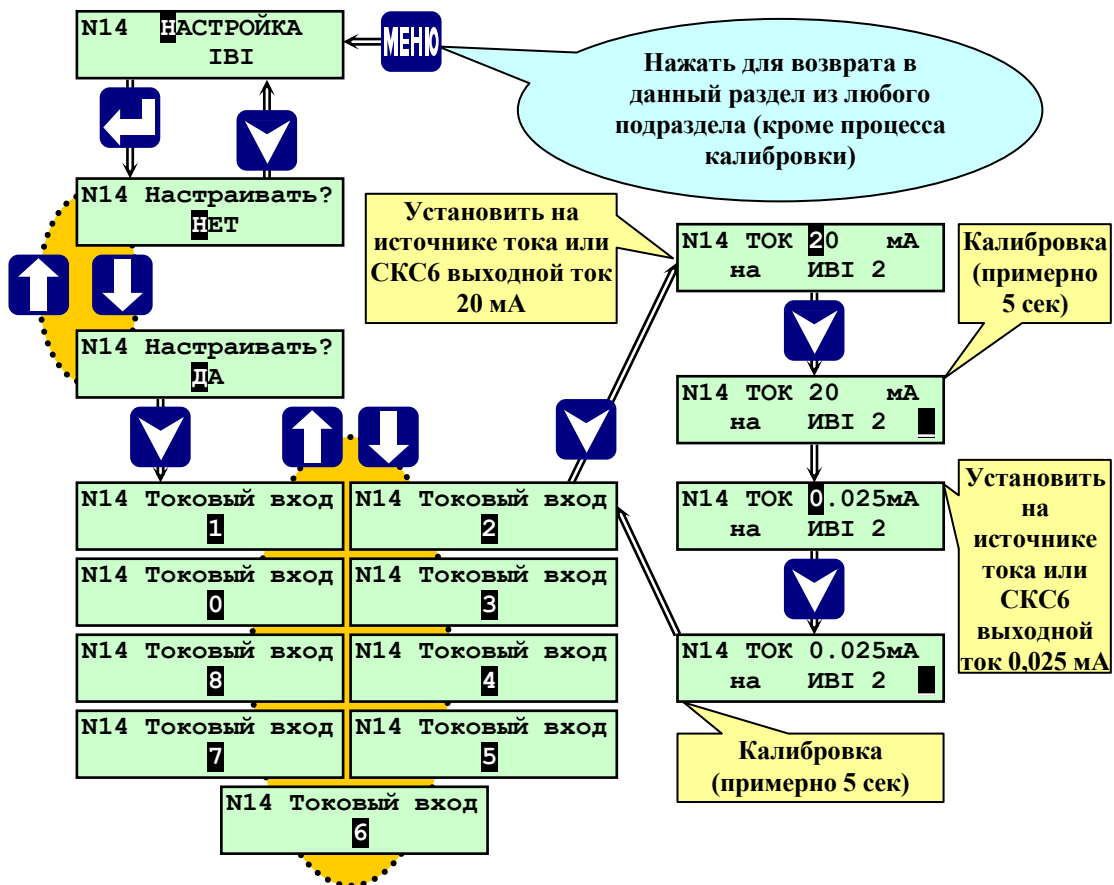 N14 НАСТРОЙКА
IBI
МЕНЮ
Нажать для возврата в
данный раздел из любого
подраздела (кроме процесса
калибровки)
N14 Настраивать?
НЕТ
N14 Настраивать?
ДА
Установить на
источнике тока или
СКС6 выходной ток
20 мА
N14 ТОК 20 мА
на ИВI 2
Калибровка
(примерно
5 сек)
N14 ТОК 20 мА
на ИВI 2
N14 ТОК 0.025мА
на ИВI 2
Установить
на
источнике
тока или
СКС6
выходной
ток 0,025 мА
N14 ТОК 0.025мА
на ИВI 2
Калибровка
(примерно 5 сек)
N14 Токовый вход
1
N14 Токовый вход
2
N14 Токовый вход
0
N14 Токовый вход
3
N14 Токовый вход
8
N14 Токовый вход
4
N14 Токовый вход
7
N14 Токовый вход
5
N14 Токовый вход
6